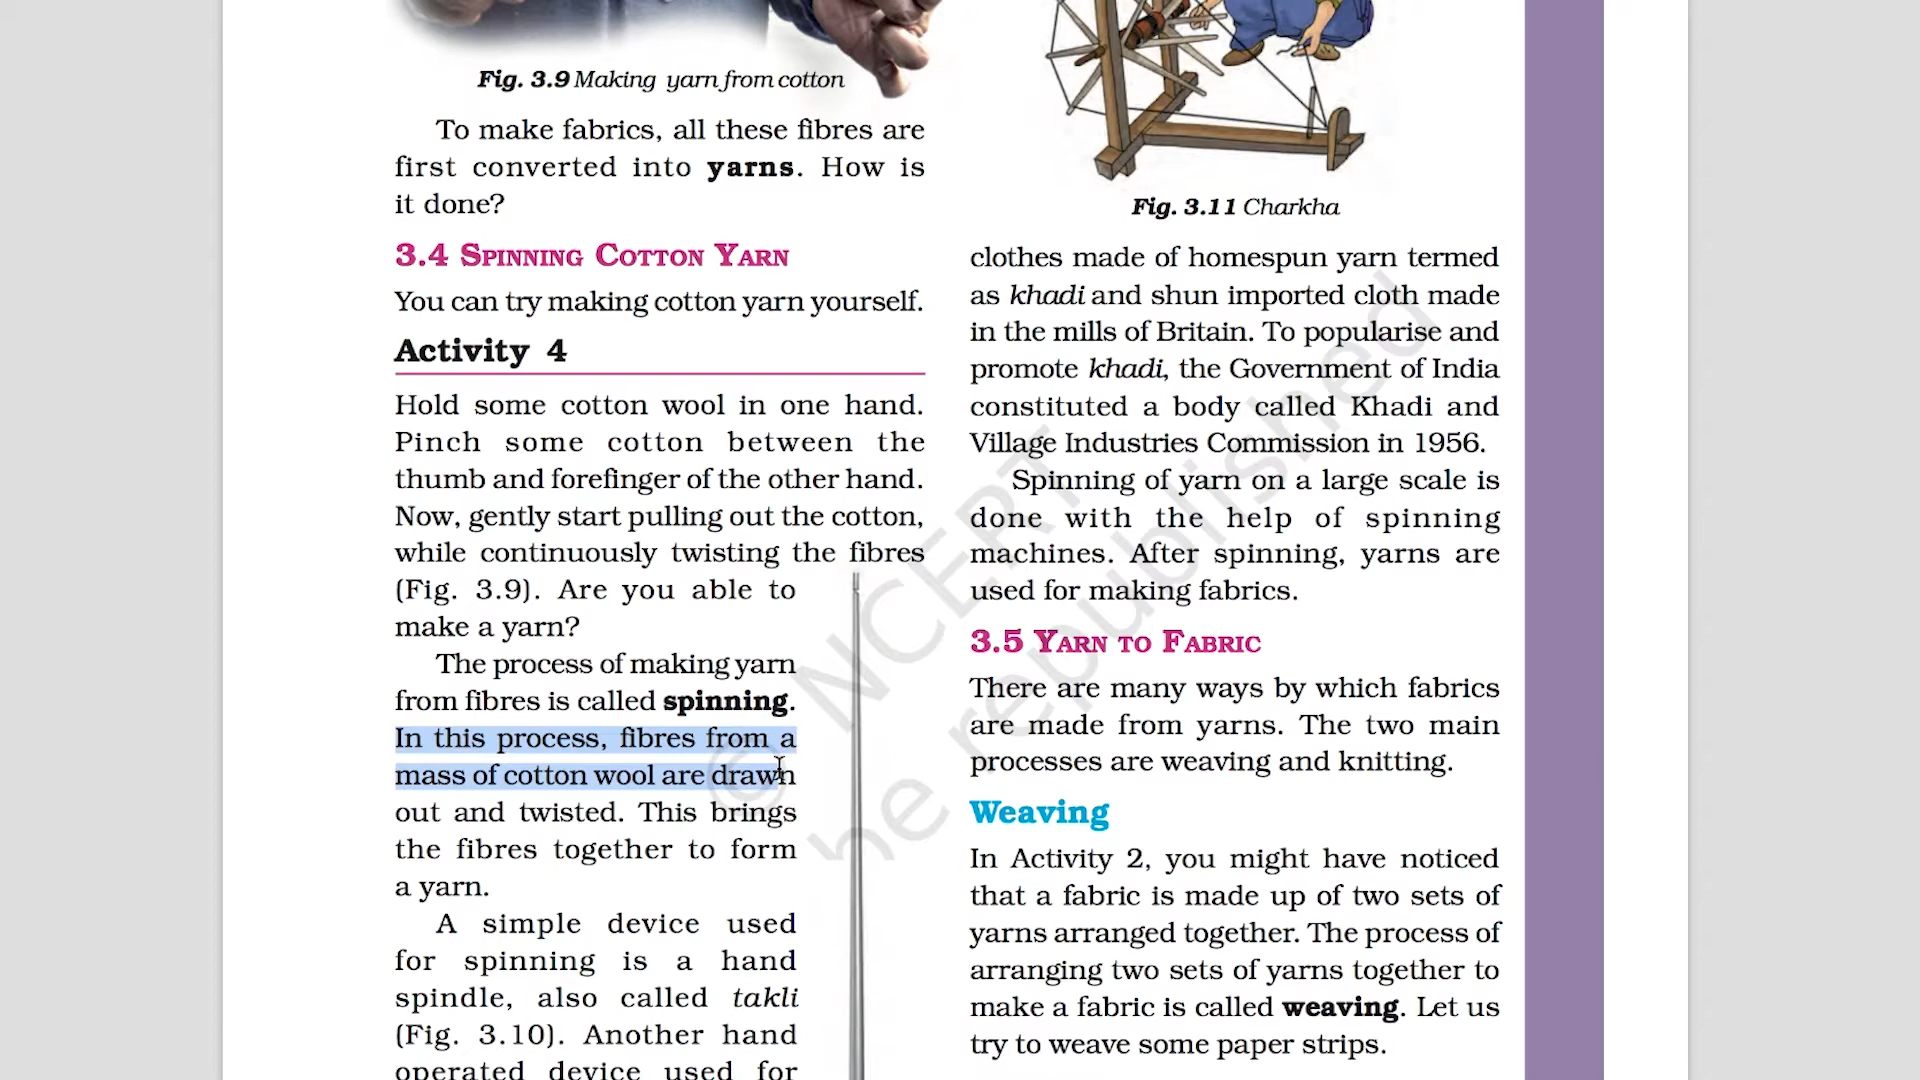 Fig. 3.9 Making yarn from cotton
To make fabrics, all these fibres are
first converted into yarns. How is
it done?
3.4 SPINNING COTTON YARN
You can try making cotton yarn yourself.
Activity 4
Hold some cotton wool in one hand.
Pinch some cotton between the
thumb and forefinger of the other hand.
Now, gently start pulling out the cotton,
while continuously twisting the fibres
(Fig. 3.9). Are you able to
make a yarn?
The process of making yarn
from fibres is called spinning.
In this process, fibres from a
mass of cotton wool are drawn
out and twisted. This brings
the fibres together to form
a yarn.
A simple device used
for spinning is a hand
spindle, also called takli
(Fig. 3.10). Another hand
operated device used for
Fig. 3.11 Charkha
clothes made of homespun yarn termed
as khadi and shun imported cloth made
in the mills of Britain. To popularise and
promote khadi, the Government of India
constituted a body called Khadi and
Village Industries Commission in 1956.
Spinning of yarn on a large scale is
done with the help of spinning
machines. After spinning, yarns are
used for making fabrics.
3.5 YARN TO FABRIC
There are many ways by which fabrics
are made from yarns. The two main
processes are weaving and knitting.
Weaving
In Activity 2, you might have noticed
that a fabric is made up of two sets of
yarns arranged together. The process of
arranging two sets of yarns together to
make a fabric is called weaving. Let us
try to weave some paper strips.
© NCERT
be republished